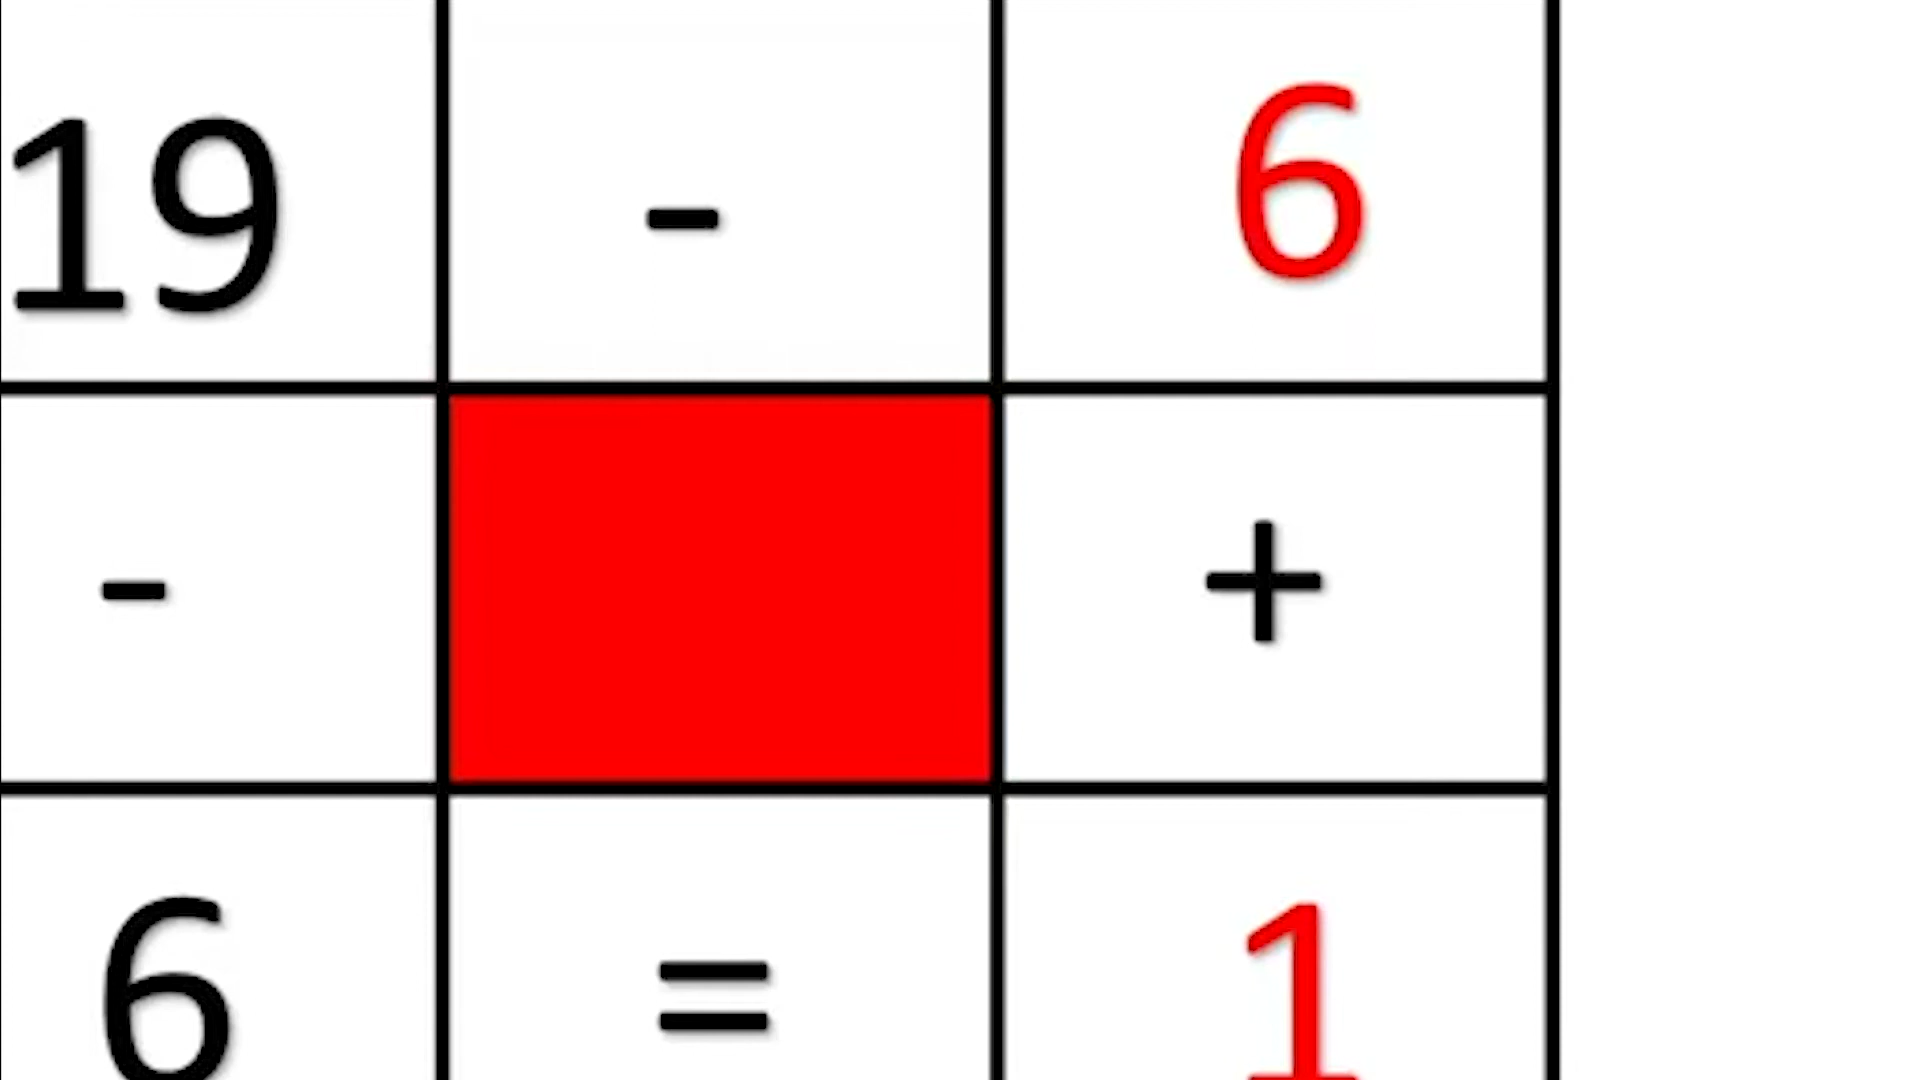 19 - 6
- +
6 = 1